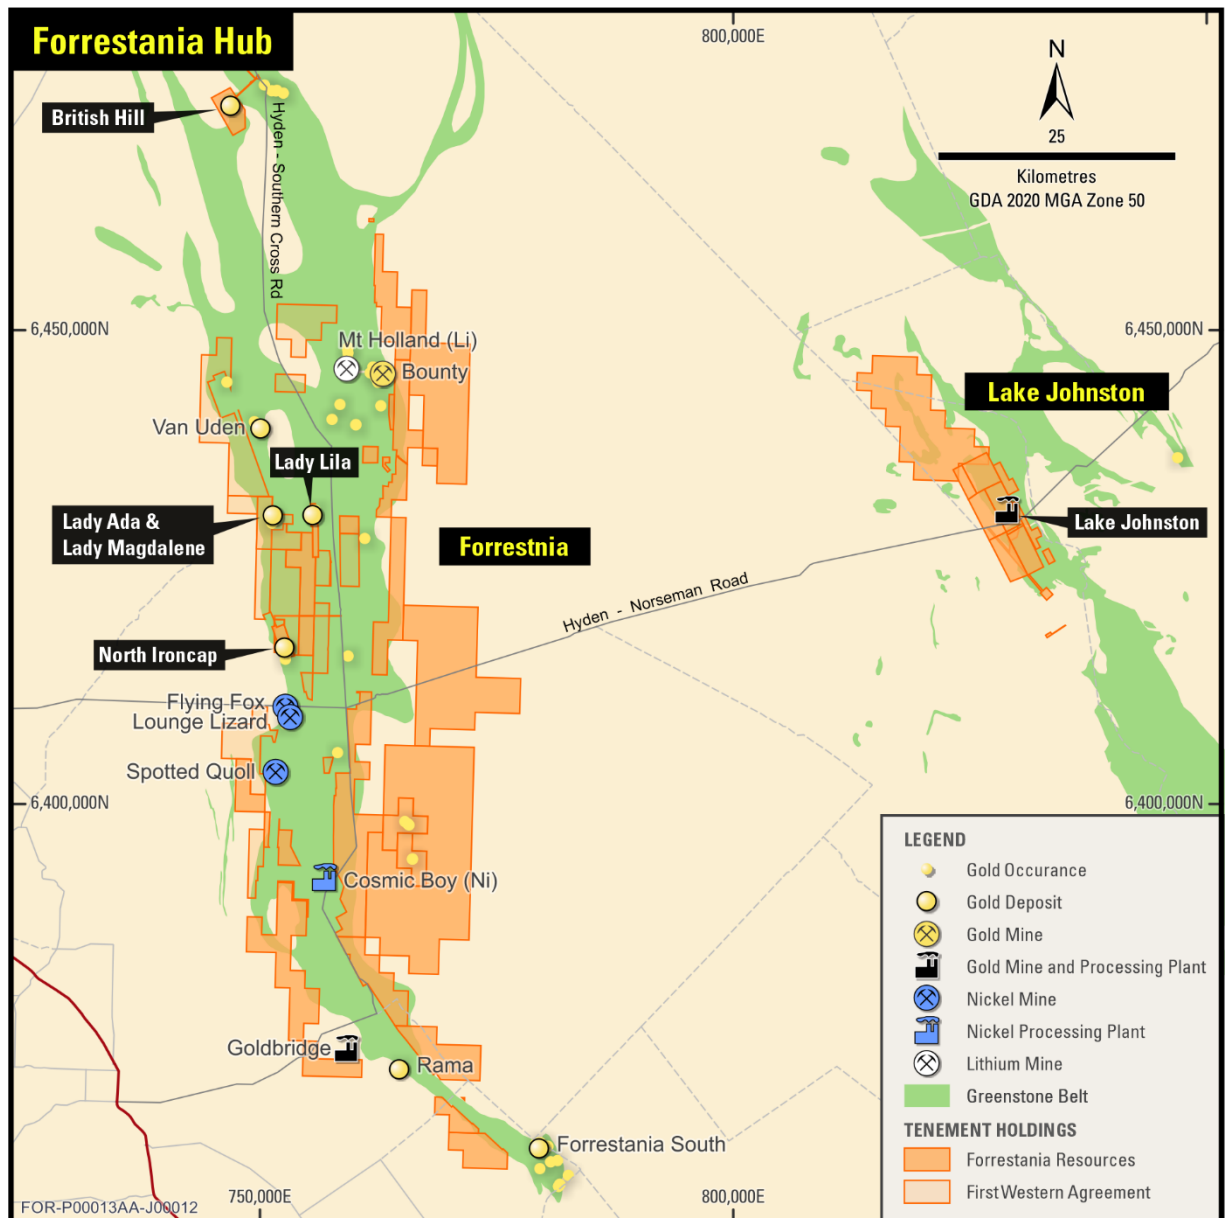 Forrestania Hub
800,000E
N
25
Kilometres
GDA 2020 MGA Zone 50
British Hill
Hyden - Southern Cross Rd
6,450,000N
6,450,000N
Mt Holland (Li)
Bounty
Lake Johnston
Van Uden
Lady Lila
Lady Ada &
Lady Magdalene
Forrestnia
Lake Johnston
Hyden - Norseman Road
North Ironcap
Flying Fox
Lounge Lizard
Spotted Quoll
6,400,000N
6,400,000N
Cosmic Boy (Ni)
Goldbridge
Rama
Forrestania South
LEGEND
Gold Occurance
Gold Deposit
Gold Mine
Gold Mine and Processing Plant
Nickel Mine
Nickel Processing Plant
Lithium Mine
Greenstone Belt
TENEMENT HOLDINGS
Forrestania Resources
First Western Agreement
FOR-P00013AA-J00012
750,000E
800,000E